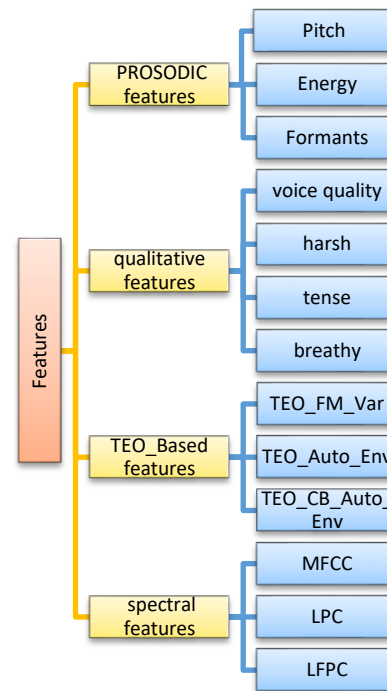 Features
PROSODIC
features
Pitch
Energy
Formants
qualitative
features
voice quality
harsh
tense
breathy
TEO_Based
features
TEO_FM_Var
TEO_Auto_Env
TEO_CB_Auto_
Env
spectral
features
MFCC
LPC
LFPC